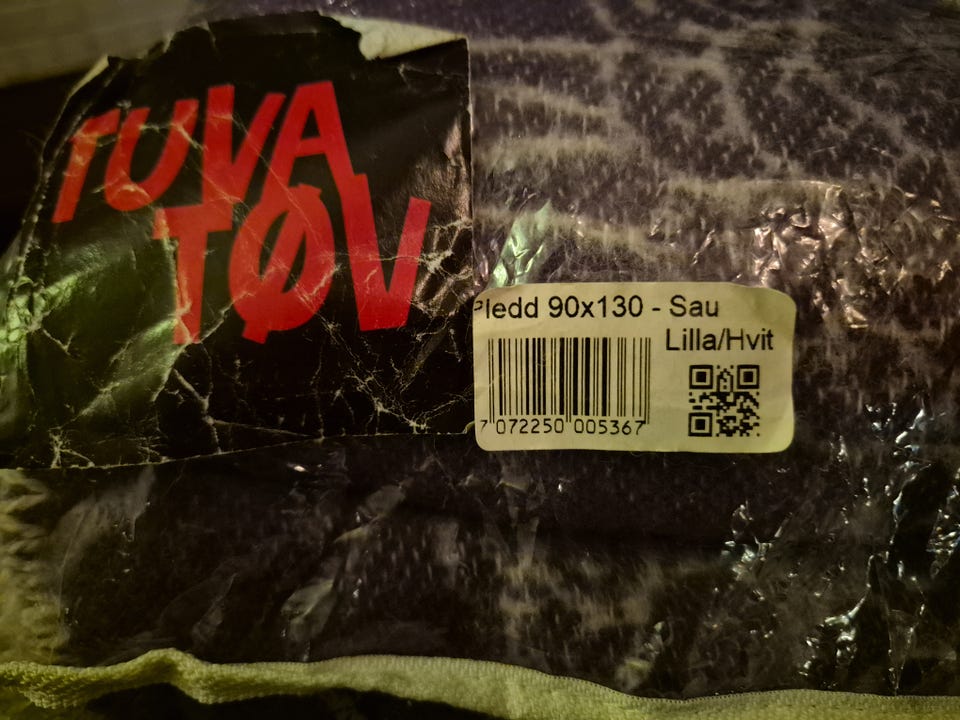 TUVA
TØV
Pledd 90x130 - Sau
Lilla/Hvit
7 072250 005367